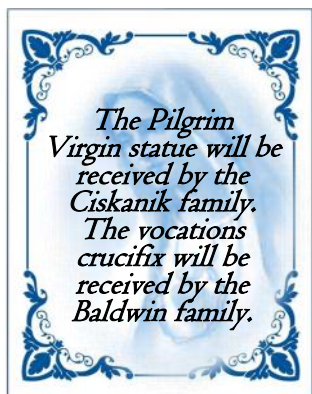 The Pilgrim
Virgin statue will be
received by the
Ciskanik family.
The vocations
crucifix will be
received by the
Baldwin family.